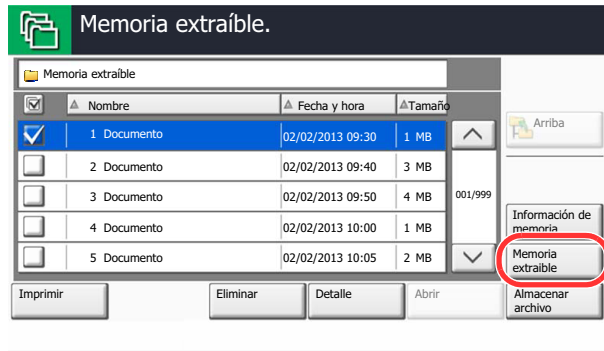 Memoria extraíble.
Memoria extraíble
Nombre Fecha y hora Tamaño
1 Documento 02/02/2013 09:30 1 MB
2 Documento 02/02/2013 09:40 3 MB
3 Documento 02/02/2013 09:50 4 MB
4 Documento 02/02/2013 10:00 1 MB
5 Documento 02/02/2013 10:05 2 MB
001/999
Arriba
Información de
memoria
Memoria
extraible
Imprimir Eliminar Detalle Abrir Almacenar
archivo